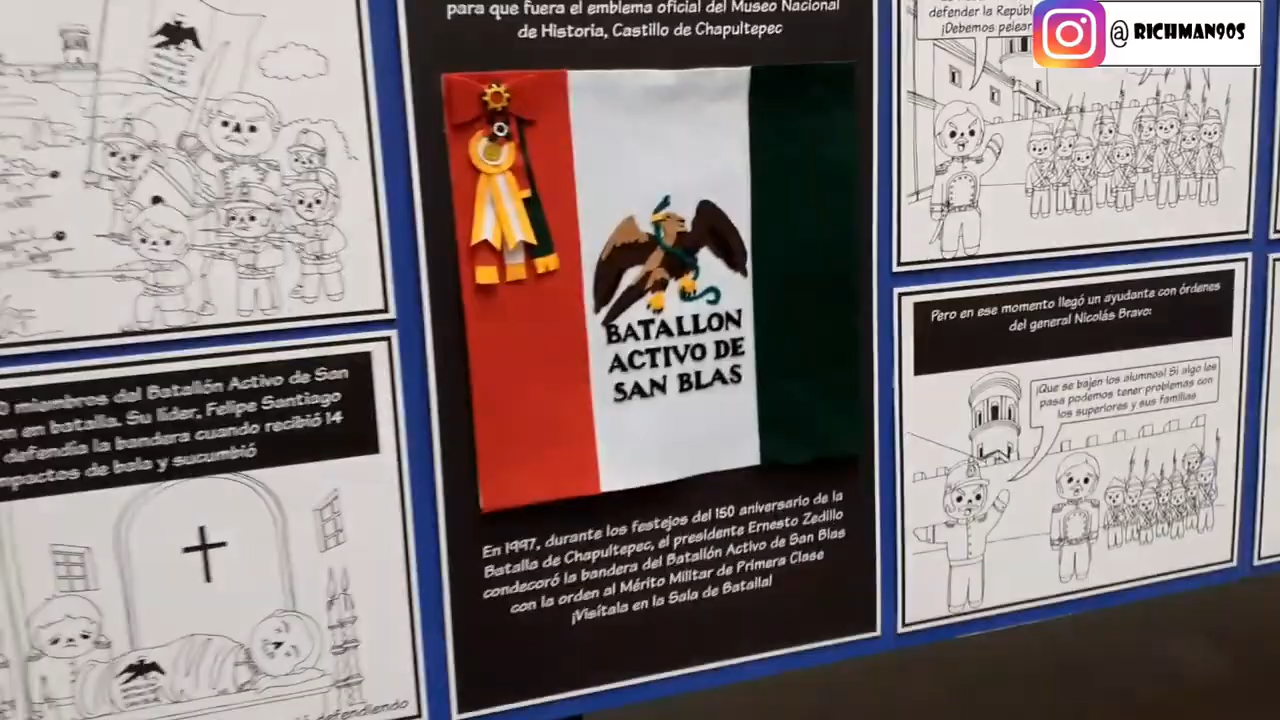 para que fuera el emblema oficial del Museo Nacional
de Historia, Castillo de Chapultepec
BATALLON
ACTIVO DE
SAN BLAS
En 1997, durante los festejos del 150 aniversario de la
Batalla de Chapultepec, el presidente Ernesto Zedillo
condecoró la bandera del Batallón Activo de San Blas
con la orden al Mérito Militar de Primera Clase
¡Visítala en la Sala de Batalla!
miembros del Batallón Activo de San
en batalla. Su líder, Felipe Santiago
defendía la bandera cuando recibió 14
de bala y sucumbió
defendiendo
defender la
¡Debemos pelear
@ RICHMAN90S
Pero en ese momento llegó un ayudante con órdenes
del general Nicolás Bravo:
¡Que se bajen los alumnos! Si algo les
pasa podemos tener problemas con
los superiores y sus familias